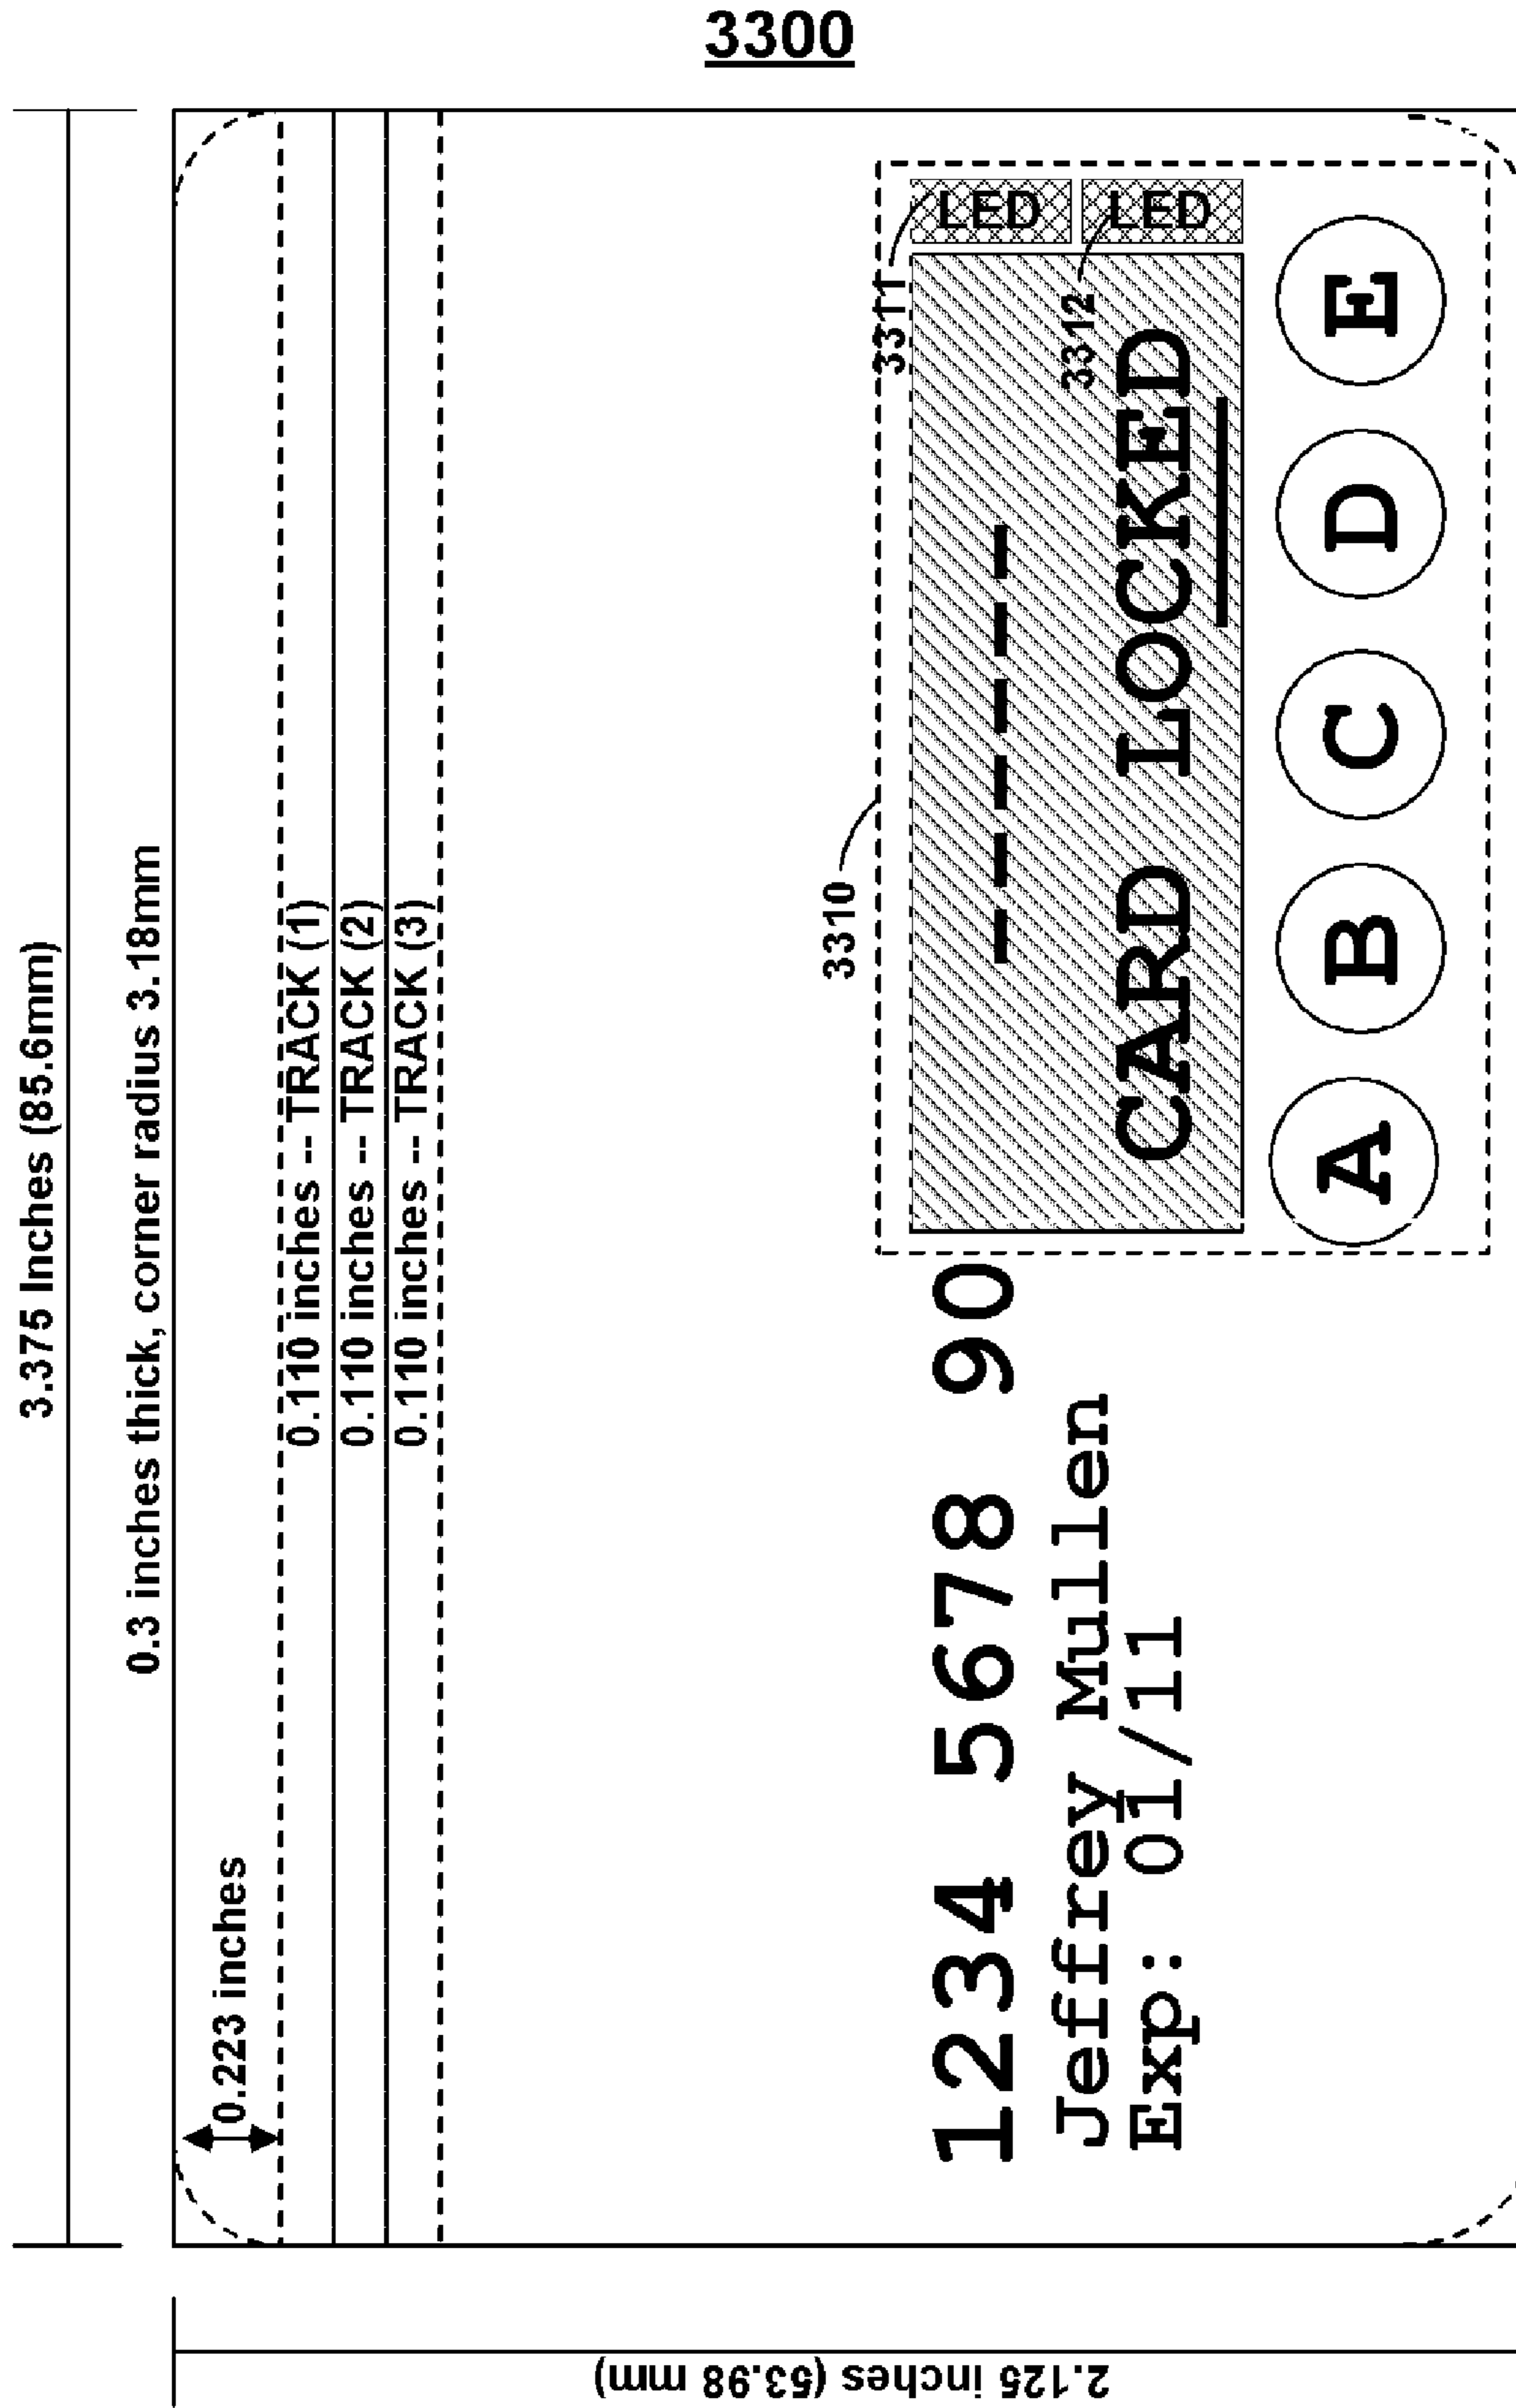 3300
3.375 Inches (85.6mm)
0.3 inches thick, corner radius 3.18mm
0.223 inches
0.110 inches -- TRACK (1)
0.110 inches -- TRACK (2)
0.110 inches -- TRACK (3)
2.125 inches (53.98 mm)
3310
3311
LED
3312
LED
1234 5678 90
------
Jeffrey Mullen
Exp: 01/11
CARD LOCKED
A B C D E